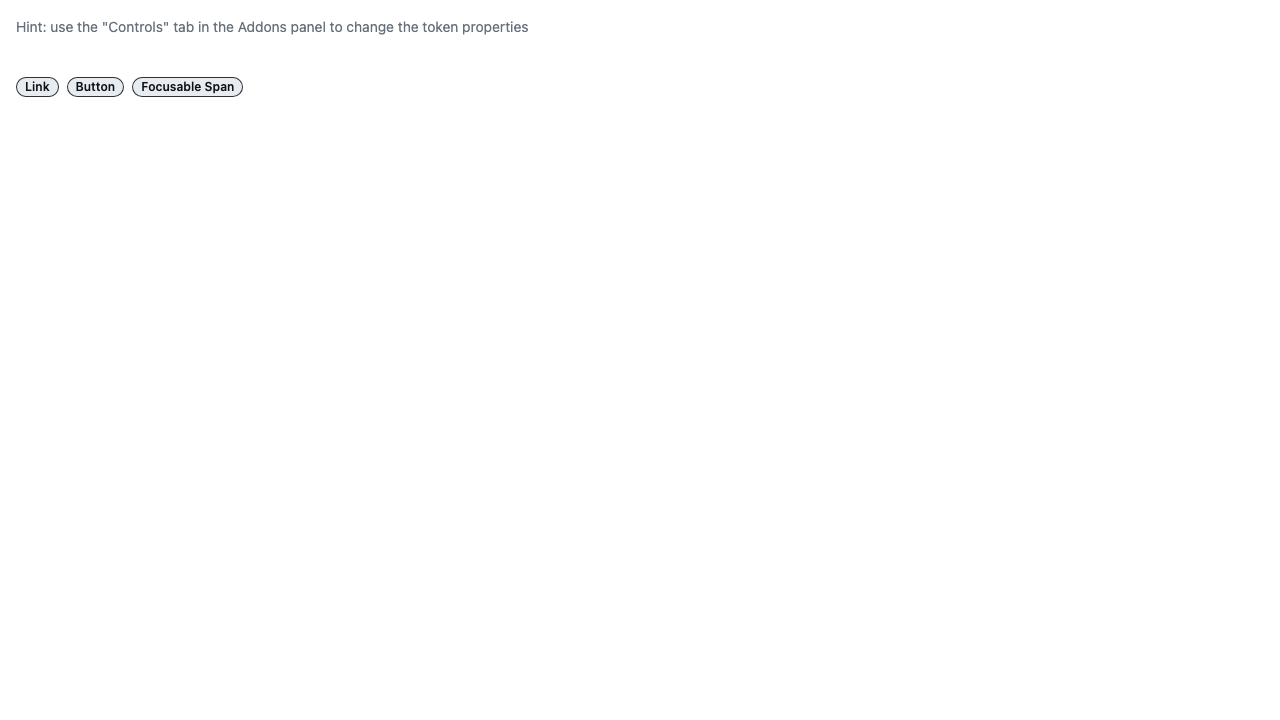 Hint: use the "Controls" tab in the Addons panel to change the token properties
Link Button Focusable Span